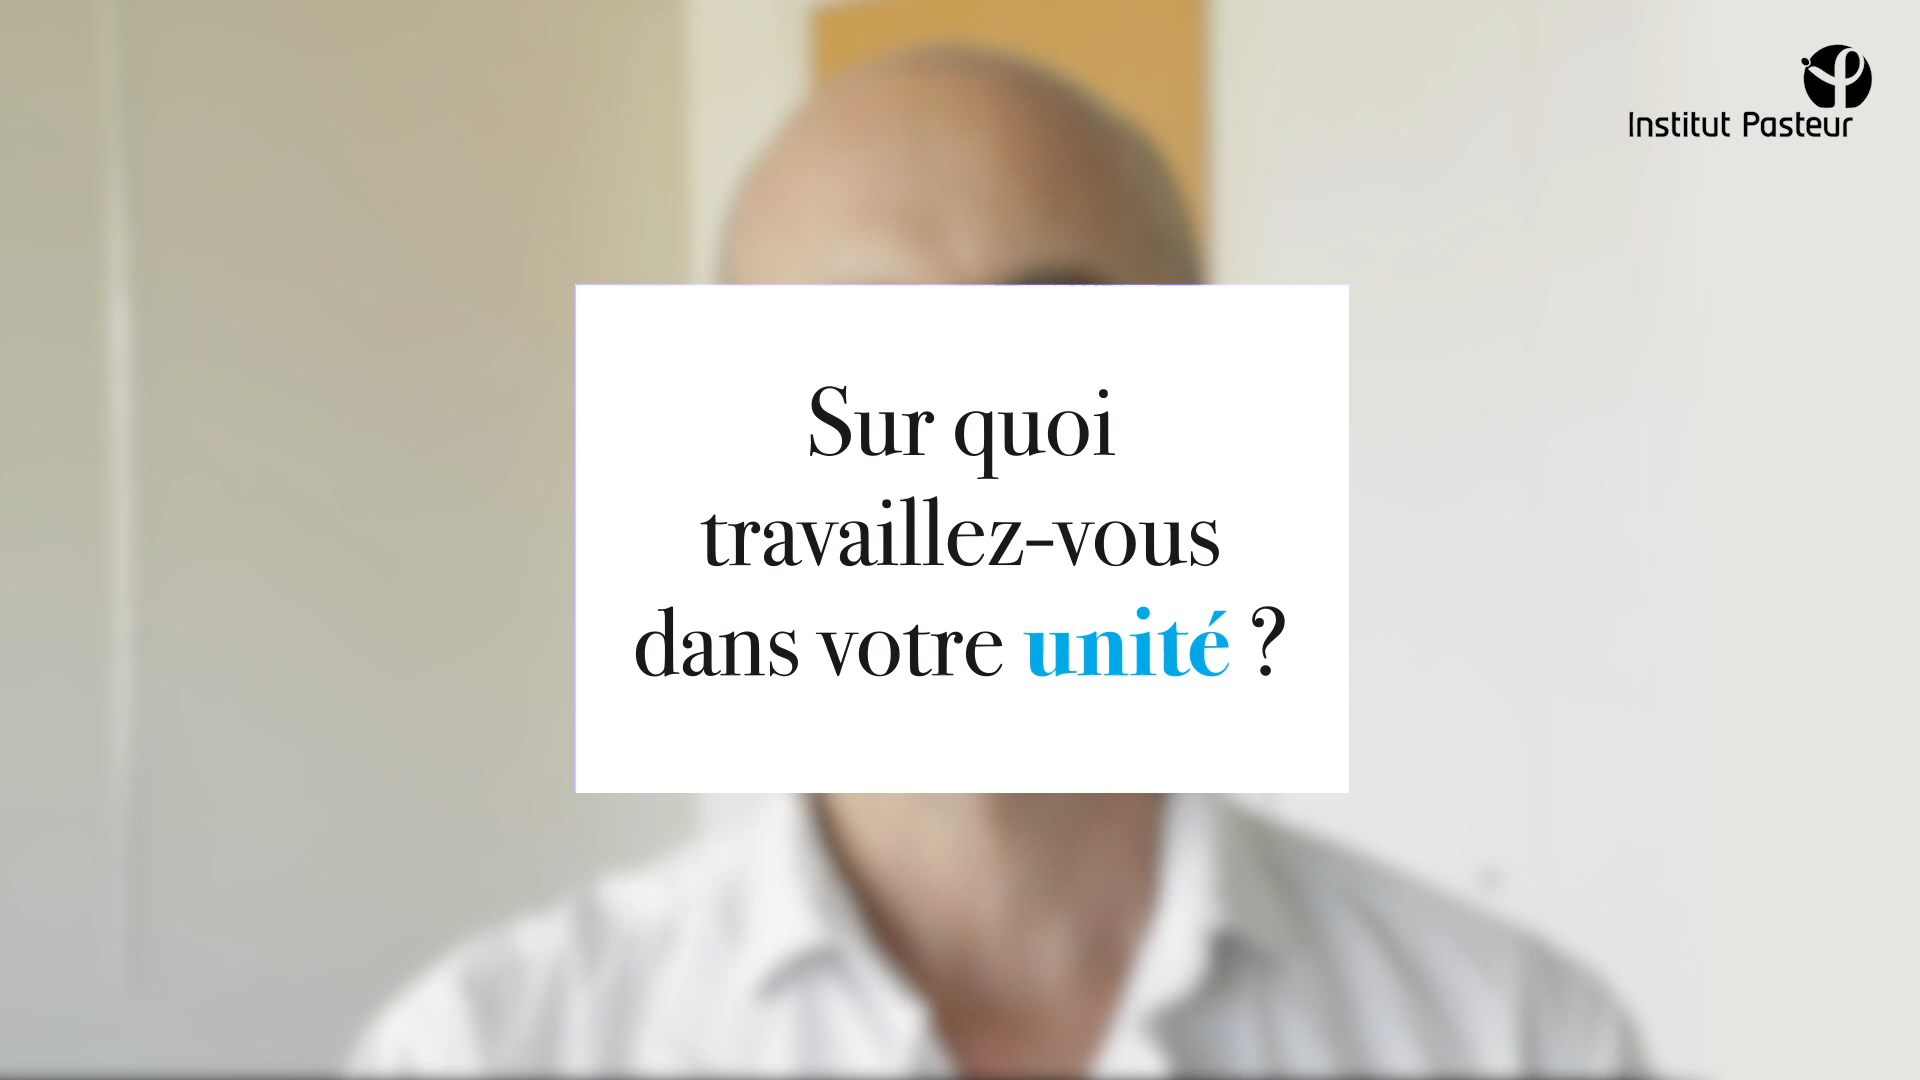 Institut Pasteur
Sur quoi
travaillez-vous
dans votre unité ?